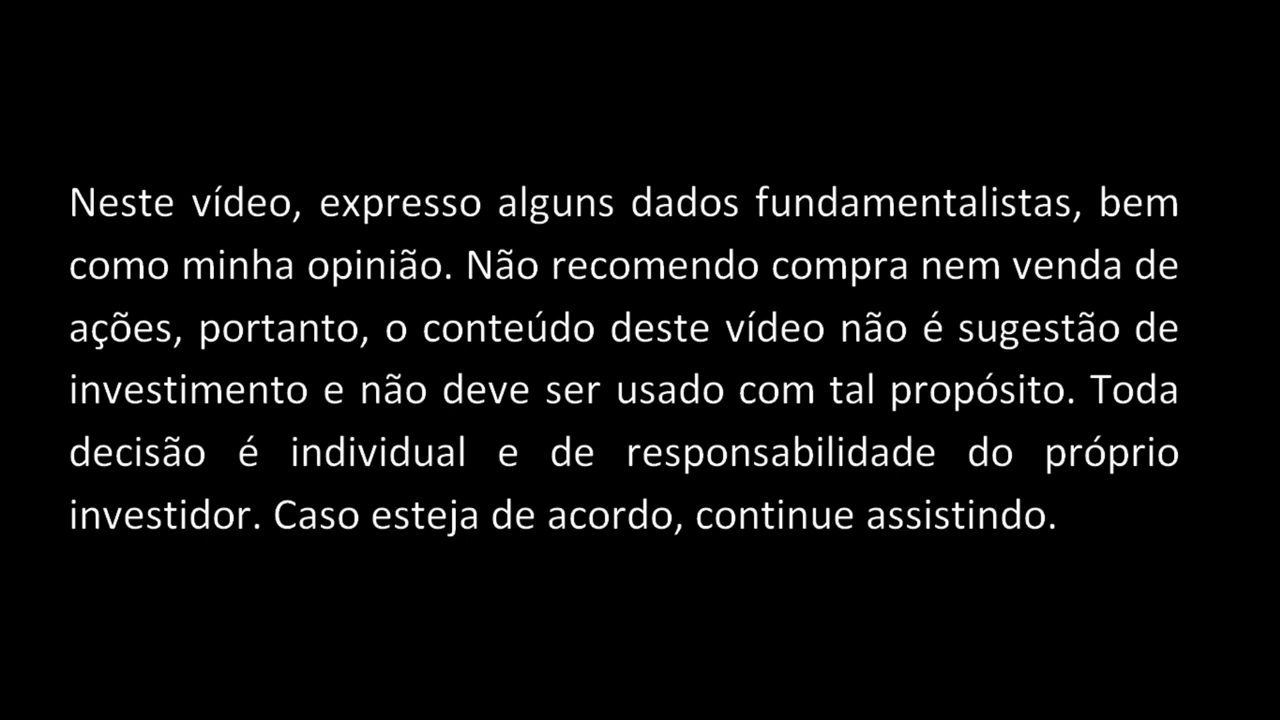 Neste vídeo, expresso alguns dados fundamentalistas, bem
como minha opinião. Não recomendo compra nem venda de
ações, portanto, o conteúdo deste vídeo não é sugestão de
investimento e não deve ser usado com tal propósito. Toda
decisão é individual e de responsabilidade do próprio
investidor. Caso esteja de acordo, continue assistindo.